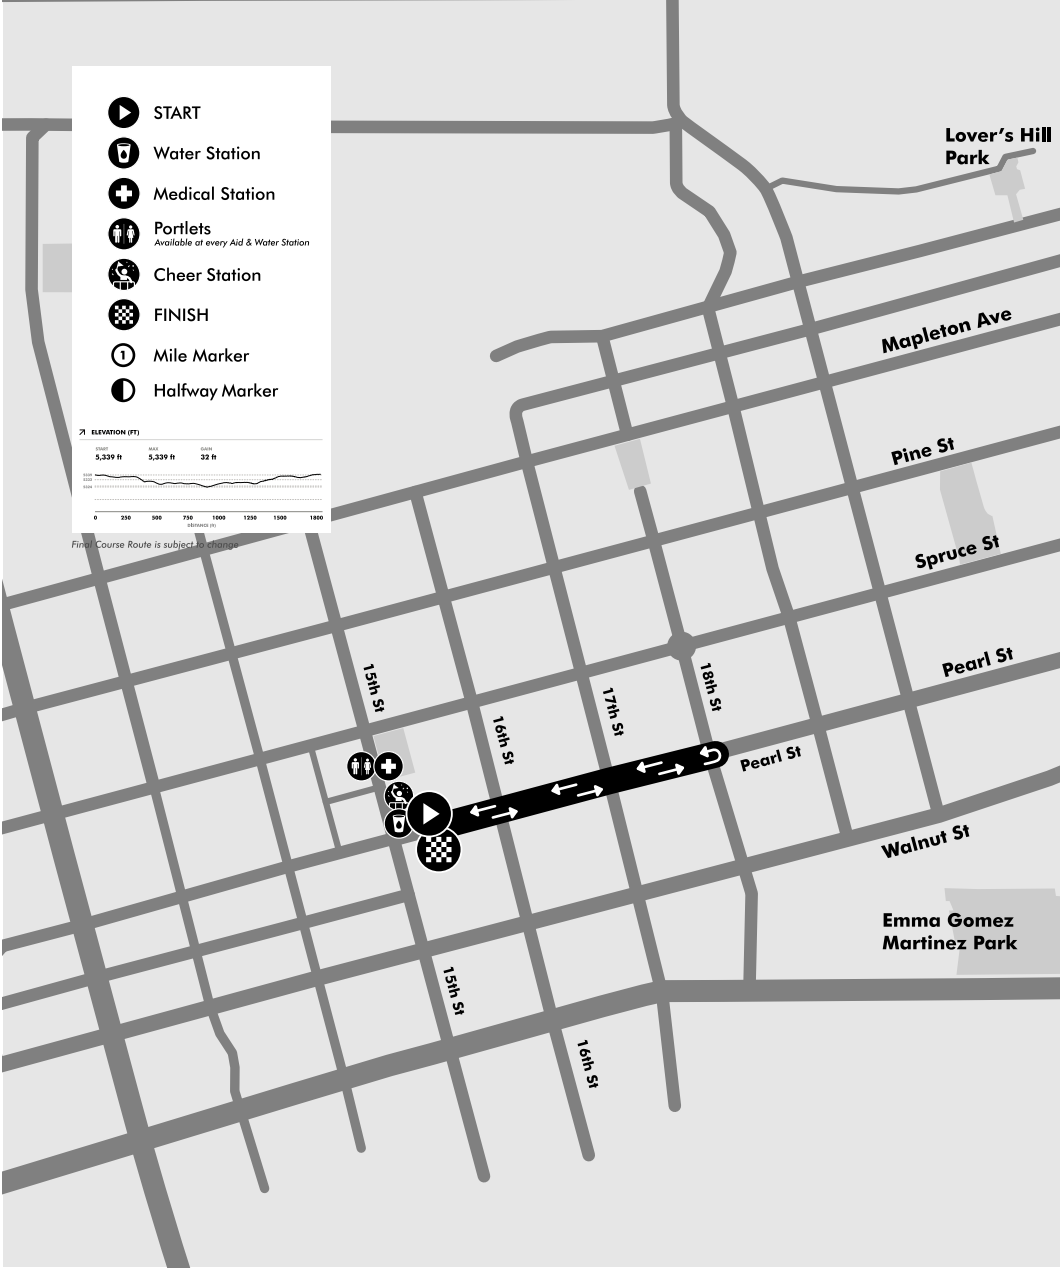 START
Water Station
Medical Station
Portlets
Available at every Aid & Water Station
Cheer Station
FINISH
1 Mile Marker
Halfway Marker
ELEVATION (FT)
START MAX GAIN
5,339 ft 5,339 ft 32 ft
0 250 500 750 1000 1250 1500 1800
DISTANCE (ft)
Final Course Route is subject to change
Lover's Hill
Park
Mapleton Ave
Pine St
Spruce St
Pearl St
15th St
16th St
17th St
18th St
Pearl St
Walnut St
Emma Gomez
Martinez Park
15th St
16th St